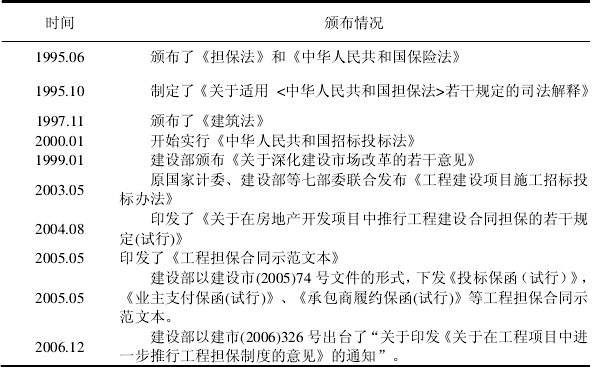 时间 颁布情况
1995.06 颁布了《担保法》和《中华人民共和国保险法》
1995.10 制定了《关于适用 <中华人民共和国担保法>若干规定的司法解释》
1997.11 颁布了《建筑法》
2000.01 开始实行《中华人民共和国招标投标法》
1999.01 建设部颁布《关于深化建设市场改革的若干意见》
2003.05 原国家计委、建设部等七部委联合发布《工程建设项目施工招标投
标办法》
2004.08 印发了《关于在房地产开发项目中推行工程建设合同担保的若干规
定(试行)》
2005.05 印发了《工程担保合同示范文本》
建设部以建设市(2005)74 号文件的形式，下发《投标保函（试行）》，
2005.05 《业主支付保函(试行)》、《承包商履约保函(试行)》等工程担保合同示
范文本。
2006.12 建设部以建市(2006)326 号出台了“关于印发《关于在工程项目中进
一步推行工程担保制度的意见》的通知”。